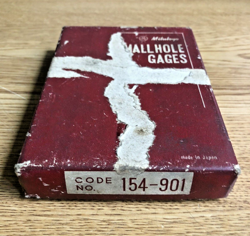 Mitutoyo
MALLHOLE
GAGES
Made in Japan
CODE
NO. 154-901